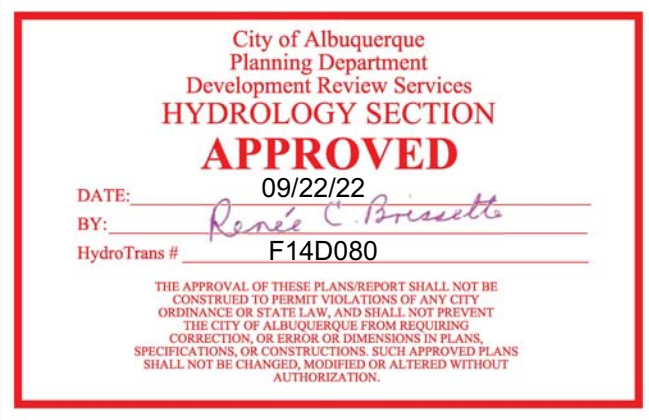 City of Albuquerque
Planning Department
Development Review Services
HYDROLOGY SECTION
APPROVED
DATE: 09/22/22
BY: Renée C. Brissette
HydroTrans # F14D080
THE APPROVAL OF THESE PLANS/REPORT SHALL NOT BE
CONSTRUED TO PERMIT VIOLATIONS OF ANY CITY
ORDINANCE OR STATE LAW, AND SHALL NOT PREVENT
THE CITY OF ALBUQUERQUE FROM REQUIRING
CORRECTION, OR ERROR OR DIMENSIONS IN PLANS,
SPECIFICATIONS, OR CONSTRUCTIONS. SUCH APPROVED PLANS
SHALL NOT BE CHANGED, MODIFIED OR ALTERED WITHOUT
AUTHORIZATION.